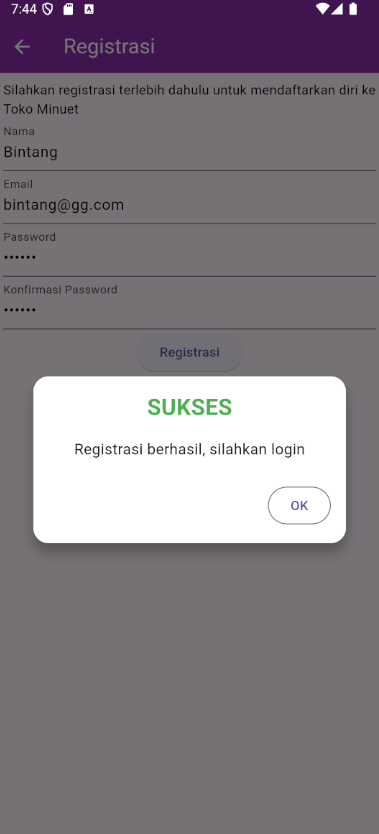 7:44
Registrasi
Silahkan registrasi terlebih dahulu untuk mendaftarkan diri ke
Toko Minuet
Nama
Bintang
Email
bintang@gg.com
Password
••••••
Konfirmasi Password
••••••
Registrasi
SUKSES
Registrasi berhasil, silahkan login
OK